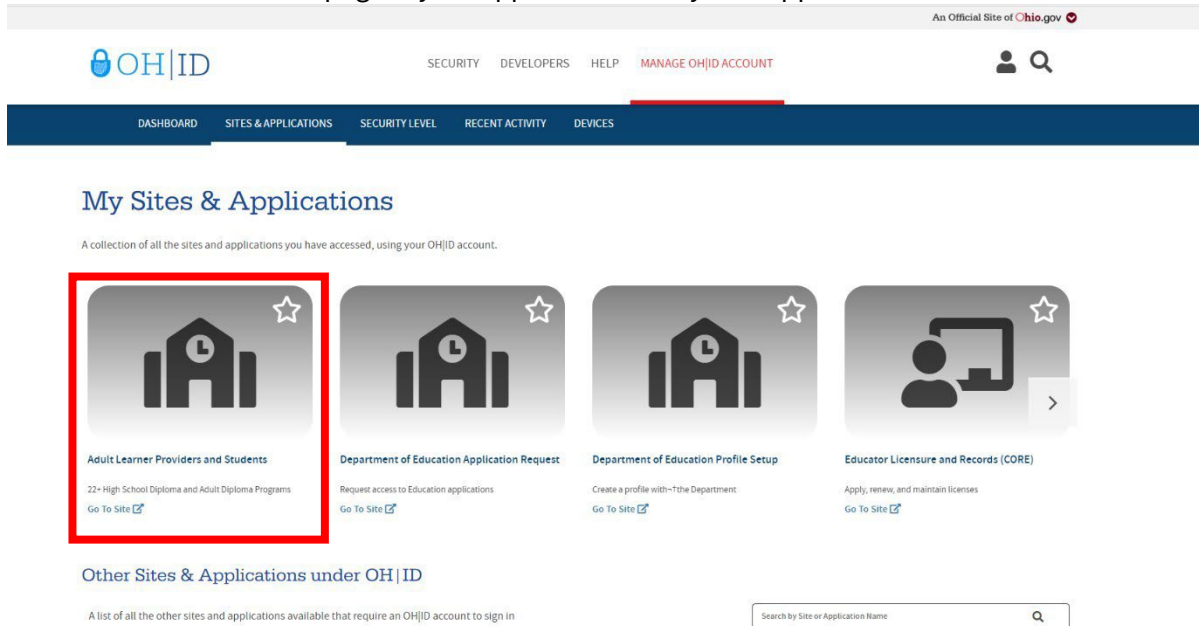 An Official Site of Ohio.gov
OH|ID
SECURITY DEVELOPERS HELP MANAGE OH|ID ACCOUNT
DASHBOARD SITES & APPLICATIONS SECURITY LEVEL RECENT ACTIVITY DEVICES
My Sites & Applications
A collection of all the sites and applications you have accessed, using your OH|ID account.
Adult Learner Providers and Students
22+ High School Diploma and Adult Diploma Programs
Go To Site
Department of Education Application Request
Request access to Education applications
Go To Site
Department of Education Profile Setup
Create a profile with¬†the Department
Go To Site
Educator Licensure and Records (CORE)
Apply, renew, and maintain licenses
Go To Site
Other Sites & Applications under OH|ID
A list of all the other sites and applications available that require an OH|ID account to sign in
Search by Site or Application Name